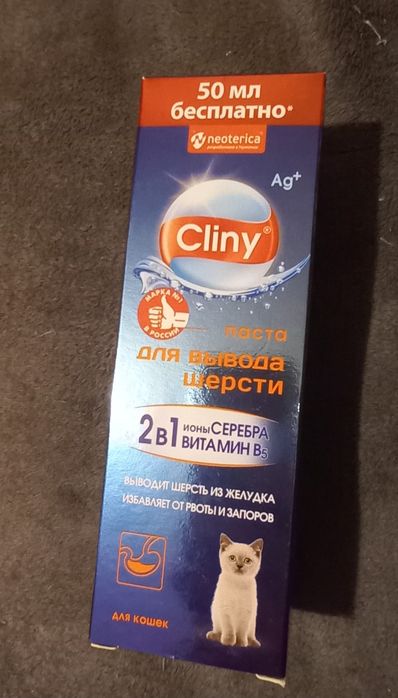 50 мл
бесплатно*
neoterica®
Ag+
Cliny®
МАРКА №1
В РОССИИ
паста
для вывода
шерсти
2в1 ионы СЕРЕБРА
ВИТАМИН B5
ВЫВОДИТ ШЕРСТЬ ИЗ ЖЕЛУДКА
ИЗБАВЛЯЕТ ОТ РВОТЫ И ЗАПОРОВ
для кошек